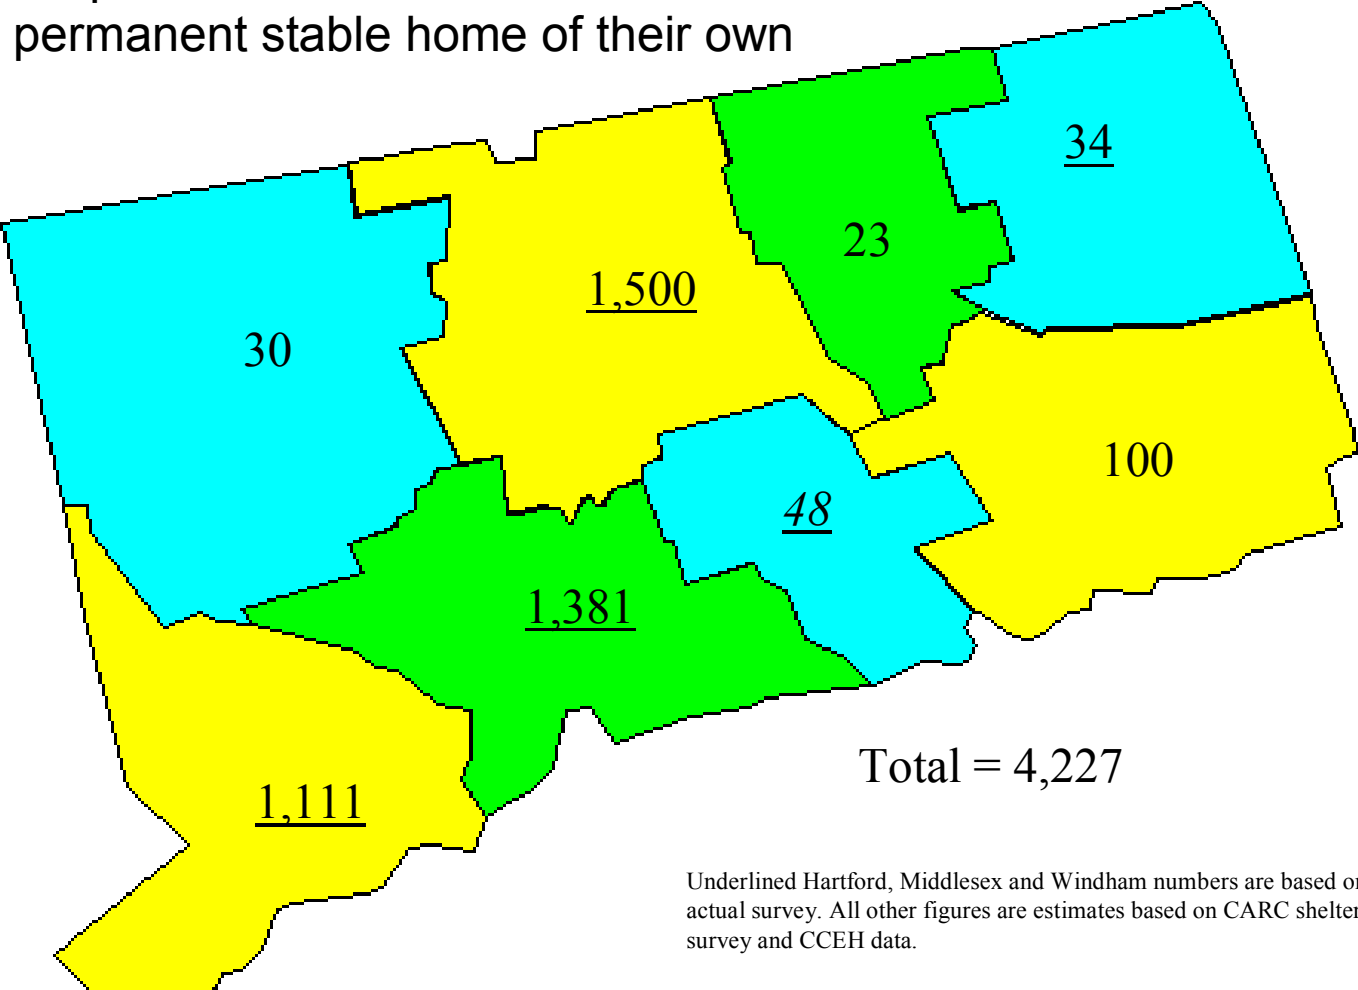 permanent stable home of their own
34
23
1,500
30
100
48
1,381
Total = 4,227
1,111
Underlined Hartford, Middlesex and Windham numbers are based
actual survey. All other figures are estimates based on CARC shelter
survey and CCEH data.